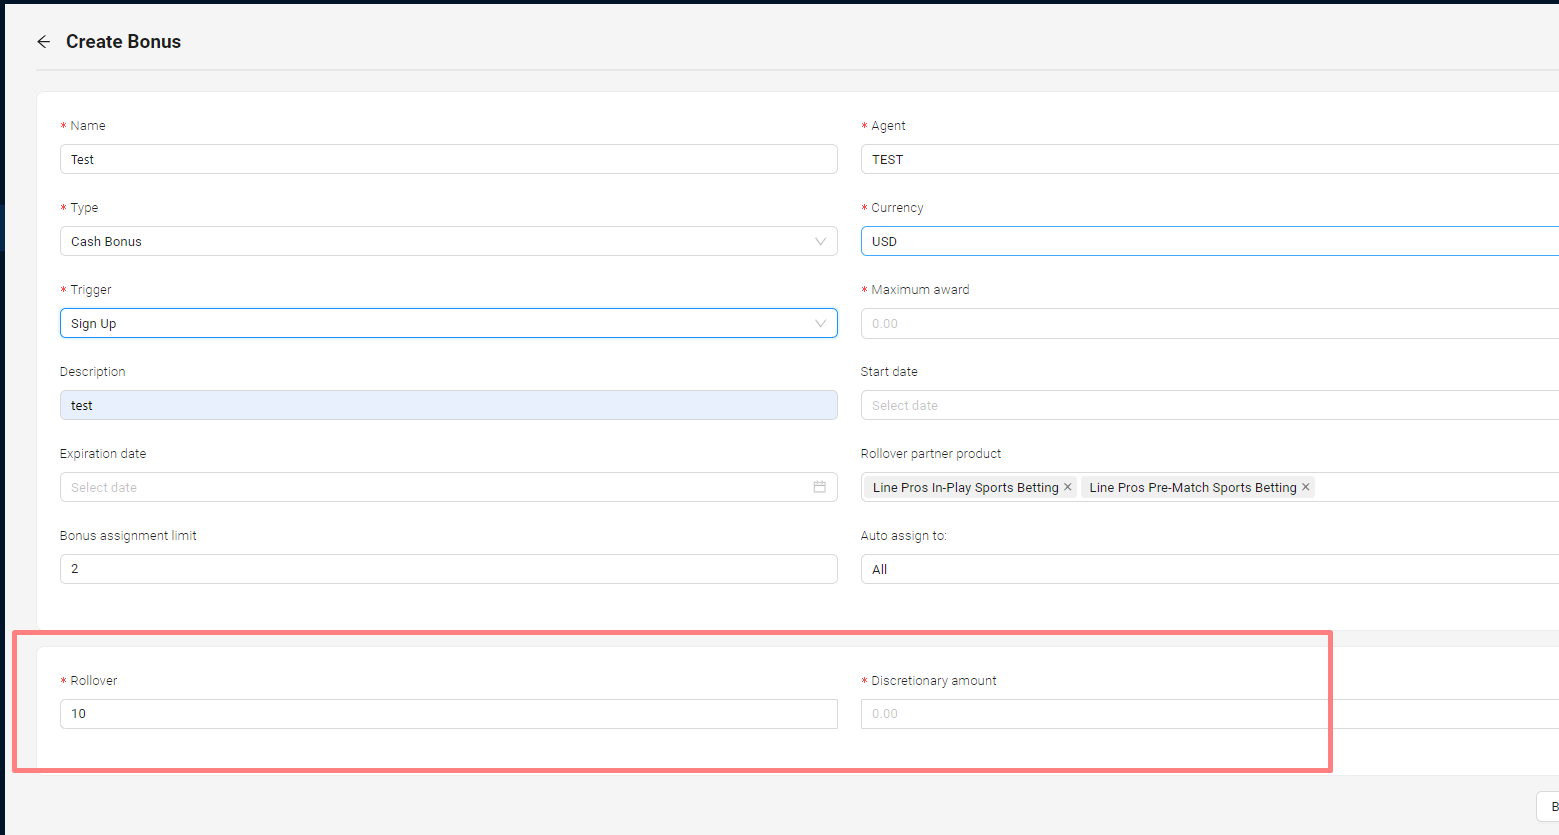 Create Bonus
* Name
Test
* Agent
TEST
* Type
Cash Bonus
* Currency
USD
* Trigger
Sign Up
* Maximum award
0.00
Description
test
Start date
Select date
Expiration date
Select date
Rollover partner product
Line Pros In-Play Sports Betting × Line Pros Pre-Match Sports Betting ×
Bonus assignment limit
2
Auto assign to:
All
* Rollover
10
* Discretionary amount
0.00